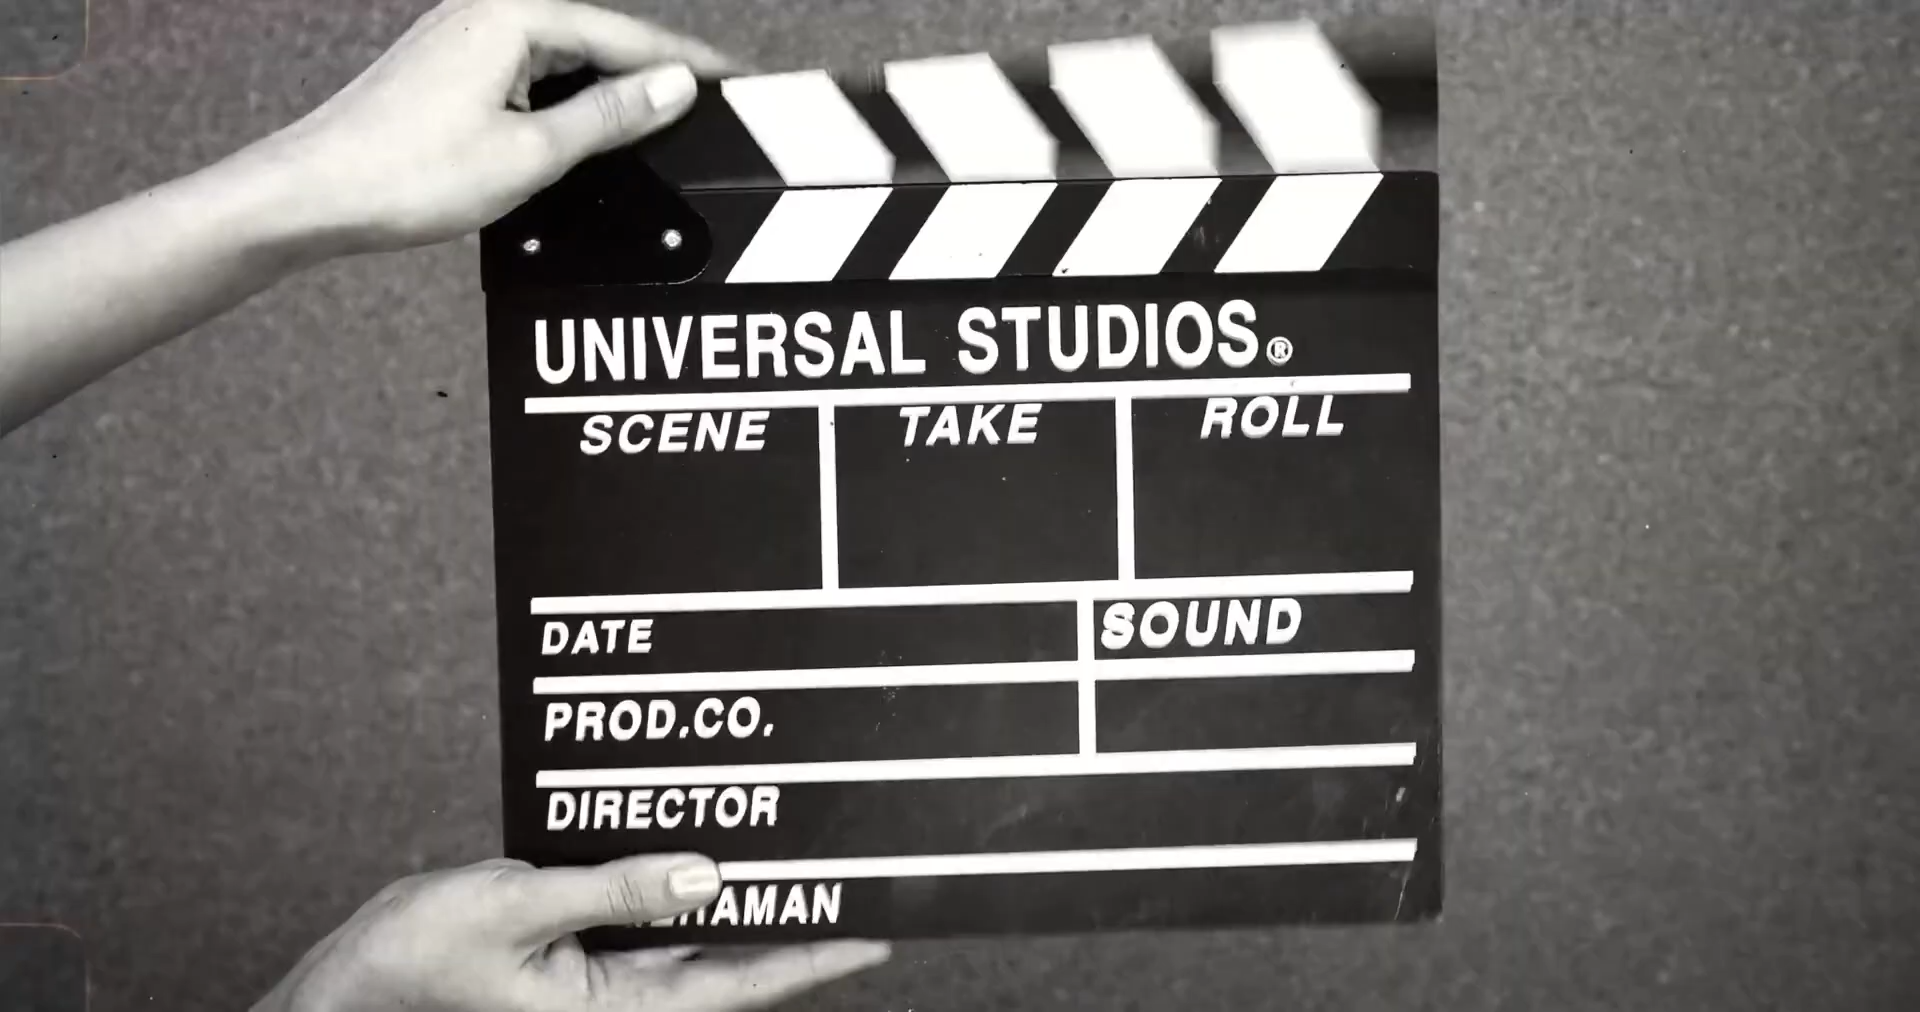 UNIVERSAL STUDIOS®
SCENE TAKE ROLL
DATE SOUND
PROD.CO.
DIRECTOR